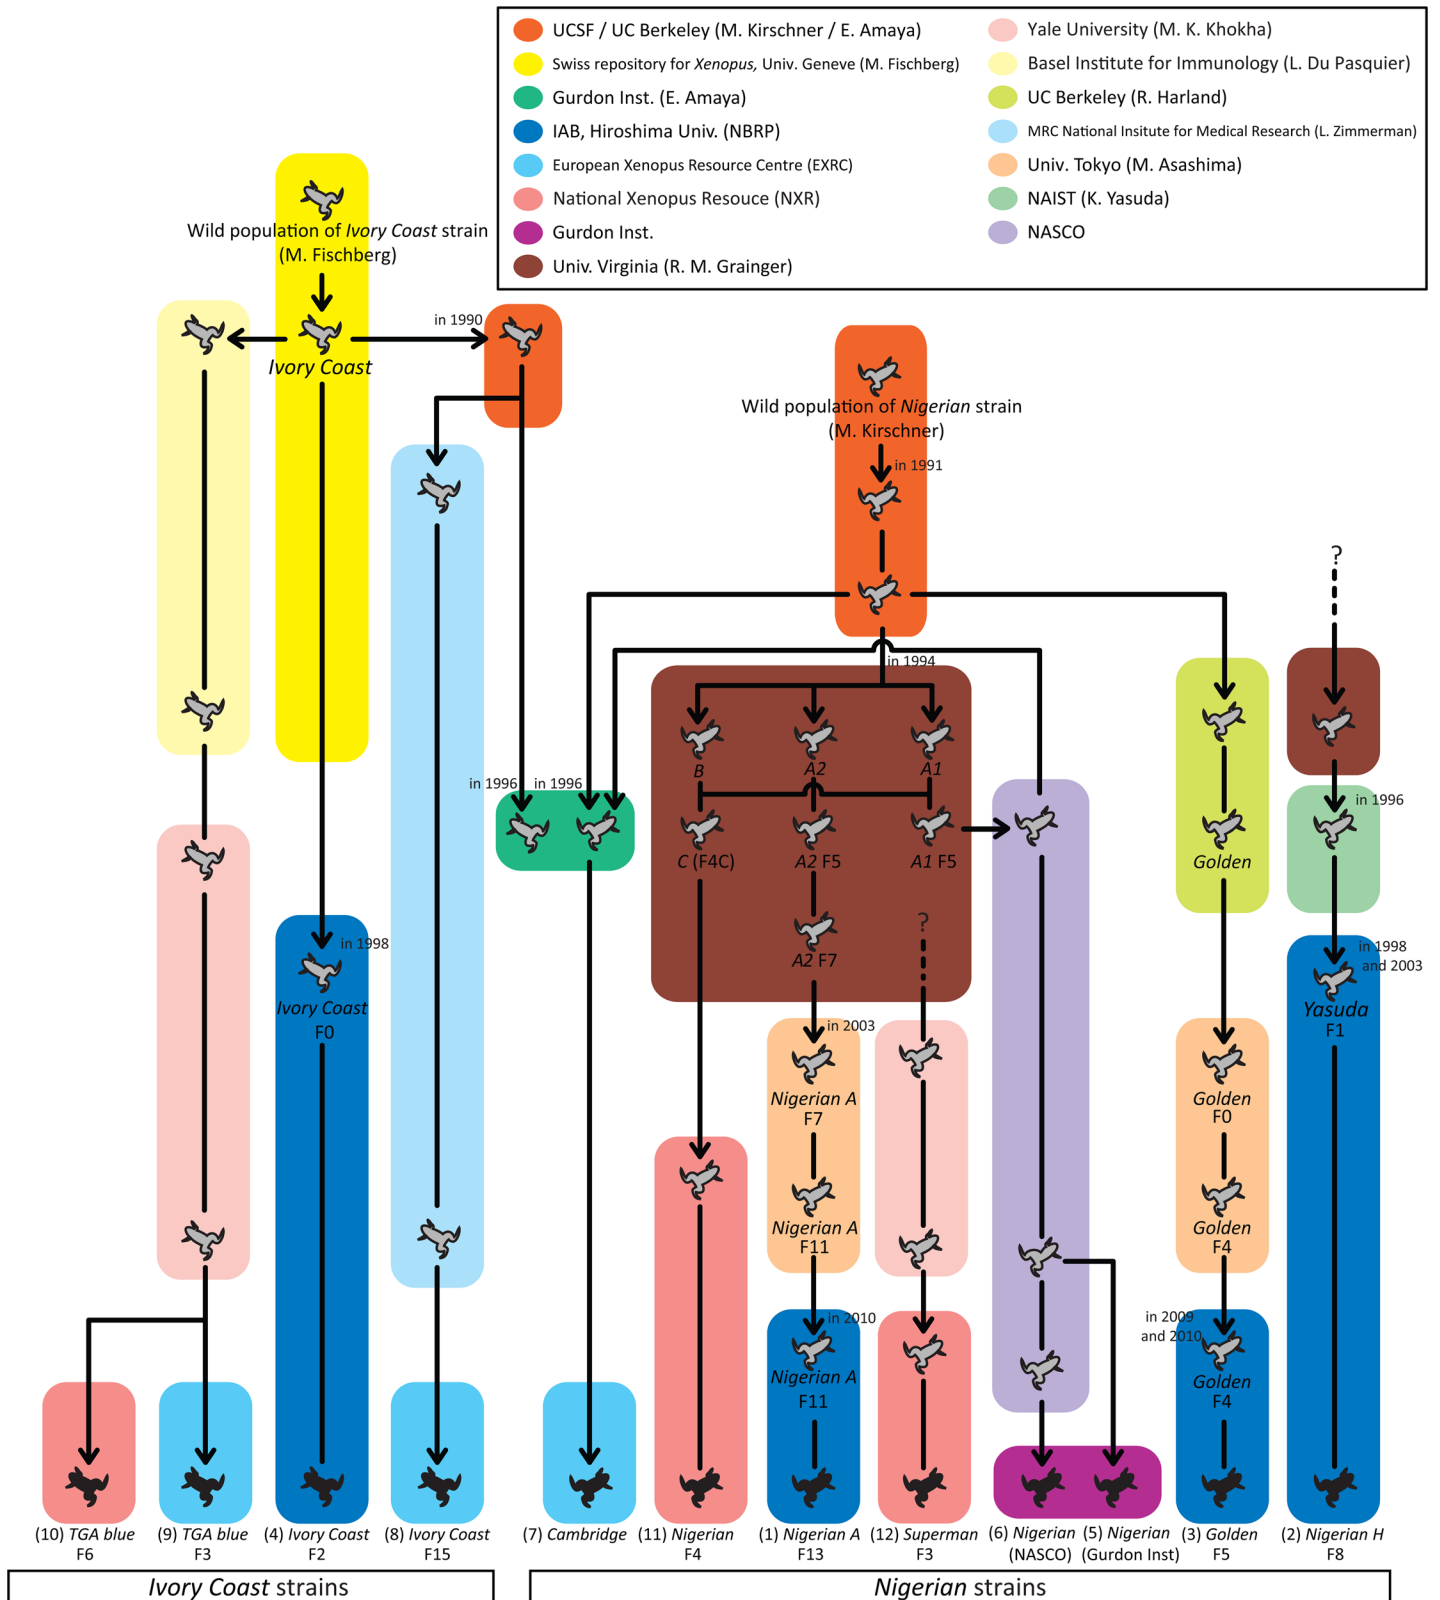 UCSF / UC Berkeley (M. Kirschner / E. Amaya)
Swiss repository for Xenopus, Univ. Geneve (M. Fischberg)
Gurdon Inst. (E. Amaya)
IAB, Hiroshima Univ. (NBRP)
European Xenopus Resource Centre (EXRC)
National Xenopus Resouce (NXR)
Gurdon Inst.
Univ. Virginia (R. M. Grainger)
Yale University (M. K. Khokha)
Basel Institute for Immunology (L. Du Pasquier)
UC Berkeley (R. Harland)
MRC National Insitute for Medical Research (L. Zimmerman)
Univ. Tokyo (M. Asashima)
NAIST (K. Yasuda)
NASCO
Wild population of Ivory Coast strain
(M. Fischberg)
in 1990
Ivory Coast
Wild population of Nigerian strain
(M. Kirschner)
in 1991
?
in 1994
B
A2
A1
in 1996
in 1996
in 1996
C (F4C)
A2 F5
A1 F5
Golden
?
A2 F7
in 1998
Ivory Coast
F0
in 1998
and 2003
Yasuda
F1
in 2003
Nigerian A
F7
Golden
F0
Nigerian A
F11
Golden
F4
in 2010
Nigerian A
F11
in 2009
and 2010
Golden
F4
(10) TGA blue
F6
(9) TGA blue
F3
(4) Ivory Coast
F2
(8) Ivory Coast
F15
(7) Cambridge
(11) Nigerian
F4
(1) Nigerian A
F13
(12) Superman
F3
(6) Nigerian
(NASCO)
(5) Nigerian
(Gurdon Inst)
(3) Golden
F5
(2) Nigerian H
F8
Ivory Coast strains
Nigerian strains